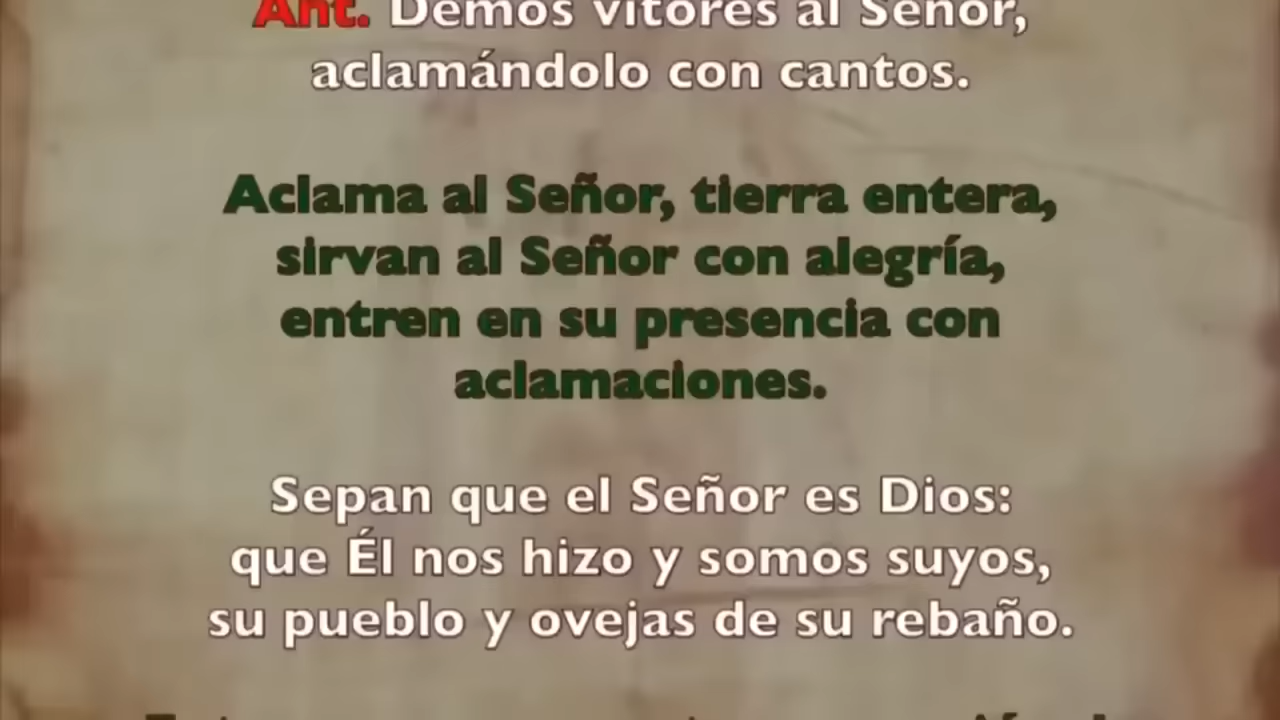 Ant. Demos vítores al Señor,
aclamándolo con cantos.
Aclama al Señor, tierra entera,
sirvan al Señor con alegría,
entren en su presencia con
aclamaciones.
Sepan que el Señor es Dios:
que Él nos hizo y somos suyos,
su pueblo y ovejas de su rebaño.